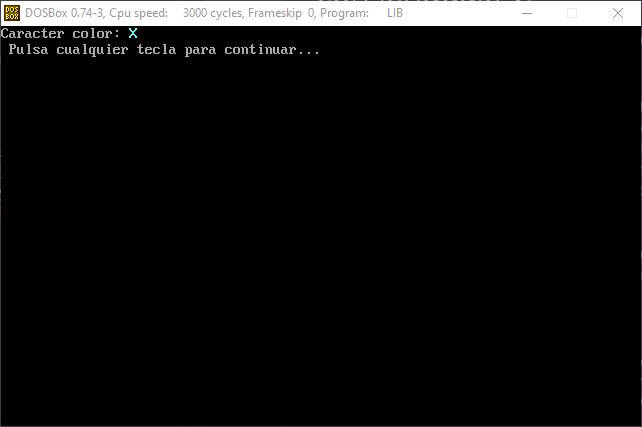 DOS BOX
DOSBox 0.74-3, Cpu speed: 3000 cycles, Frameskip 0, Program: LIB
Caracter color: X
Pulsa cualquier tecla para continuar...